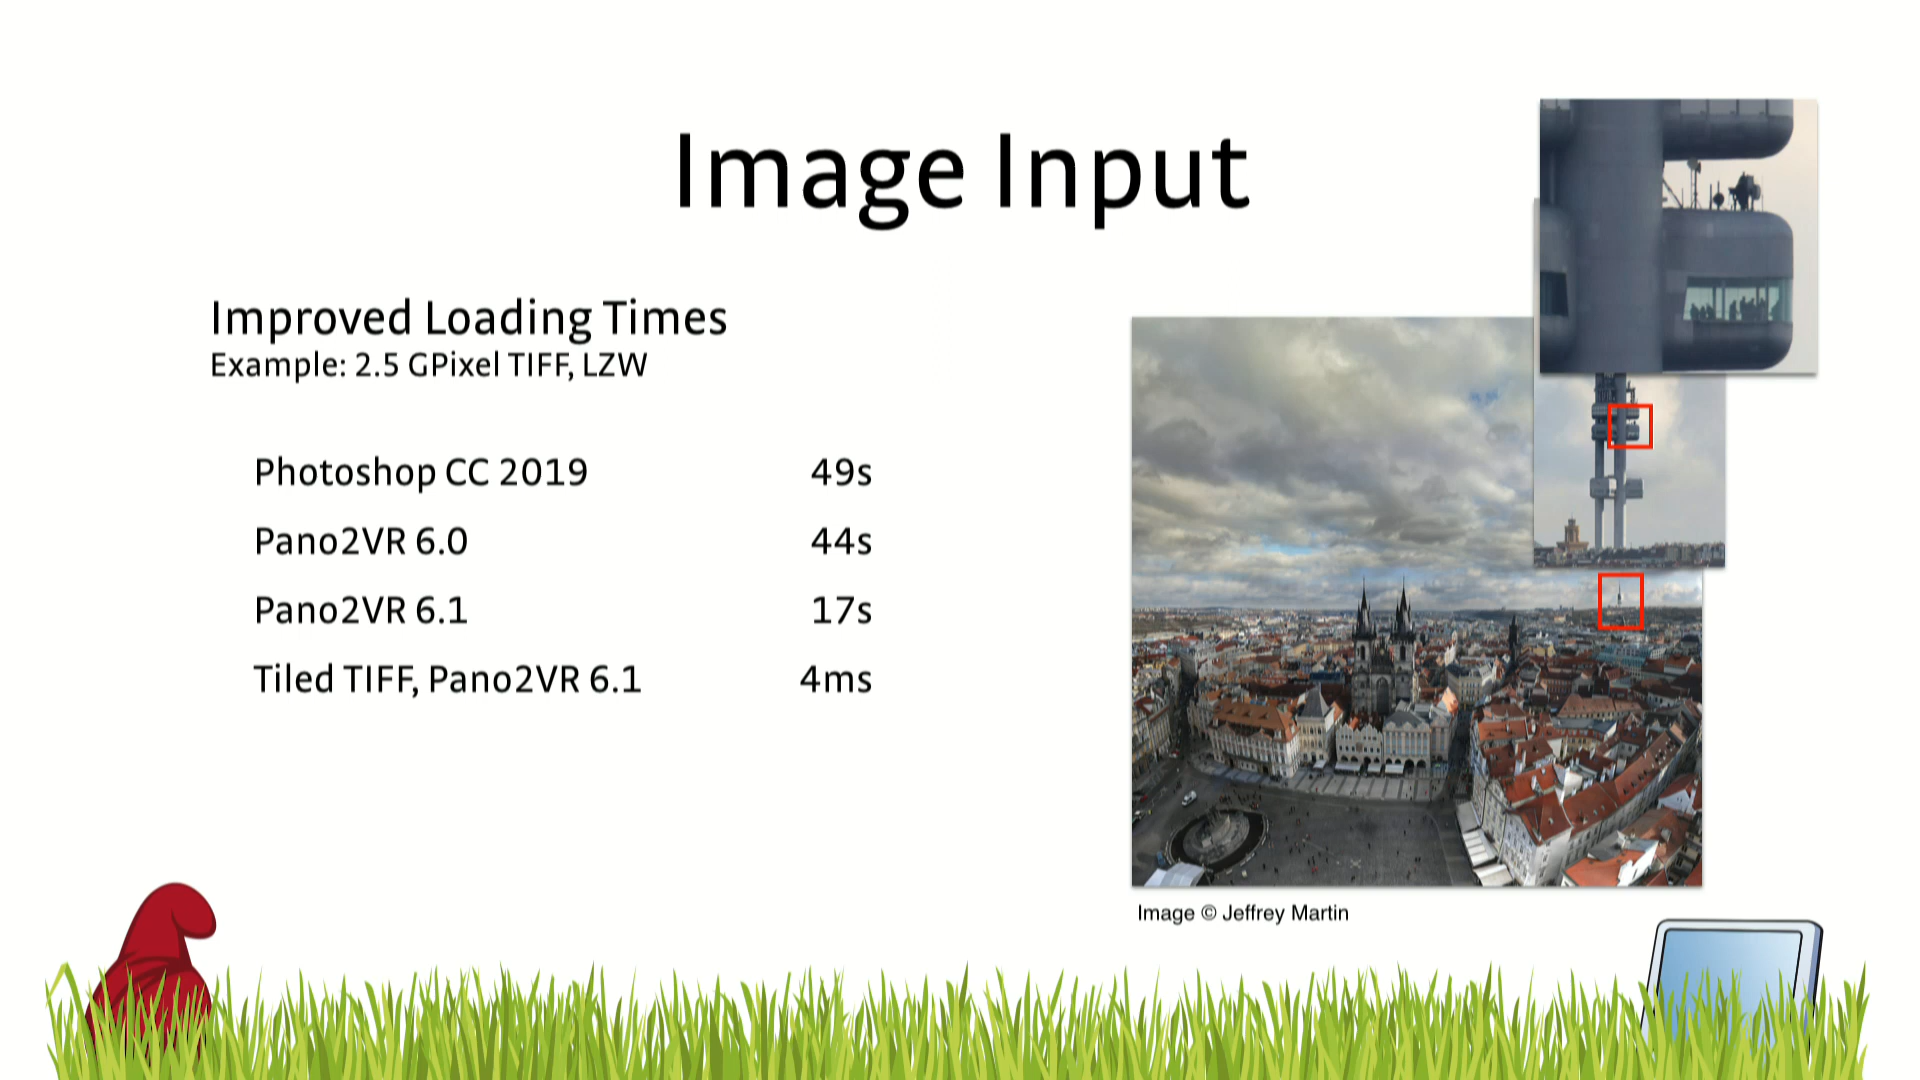 Image Input
Improved Loading Times
Example: 2.5 GPixel TIFF, LZW
Photoshop CC 2019 49s
Pano2VR 6.0 44s
Pano2VR 6.1 17s
Tiled TIFF, Pano2VR 6.1 4ms
Image © Jeffrey Martin